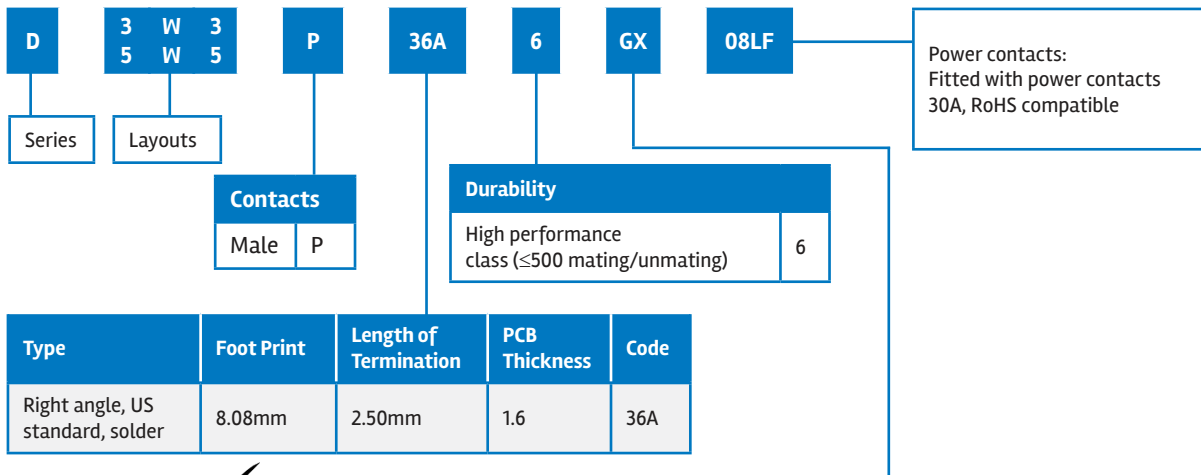 D
3 W 3
5 W 5
P
36A
6
GX
08LF
Power contacts:
Fitted with power contacts
30A, RoHS compatible
Series
Layouts
Contacts
Male P
Durability
High performance
class (≤500 mating/unmating) 6
Type Foot Print Length of Termination PCB Thickness Code
Right angle, US
standard, solder 8.08mm 2.50mm 1.6 36A